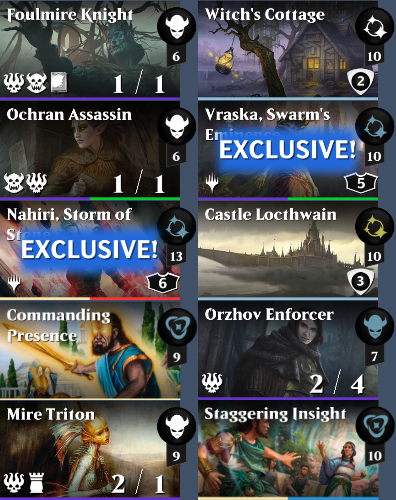 Foulmire Knight
6
1 / 1
Witch's Cottage
10
2
Ochran Assassin
6
1 / 1
Vraska, Swarm's
Eminence
EXCLUSIVE!
10
5
Nahiri, Storm of
Stone
EXCLUSIVE!
13
6
Castle Locthwain
10
3
Commanding
Presence
9
Orzhov Enforcer
7
2 / 4
Mire Triton
9
2 / 1
Staggering Insight
10